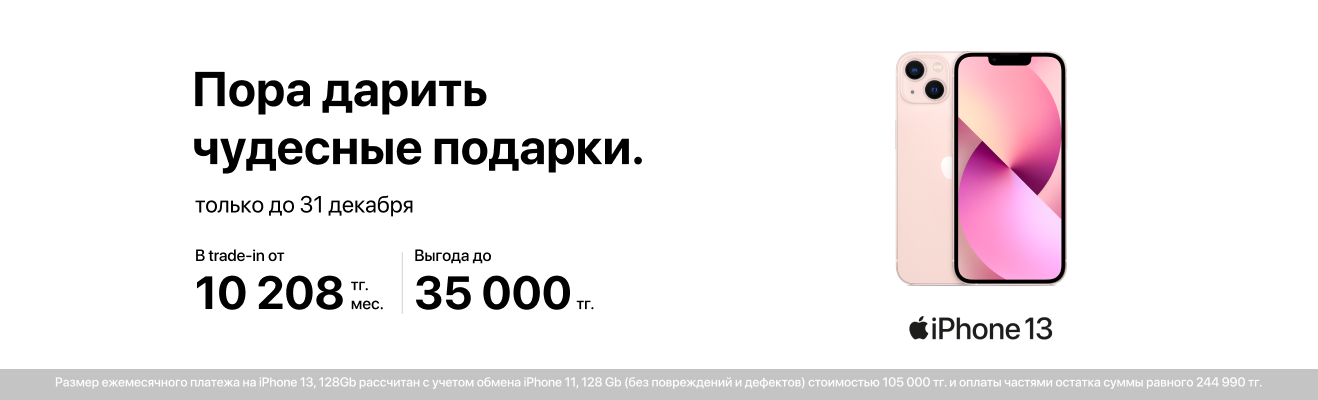 Пора дарить
чудесные подарки.
только до 31 декабря
В trade-in от
10 208 тг. мес.
Выгода до
35 000 тг.
iPhone 13
Размер ежемесячного платежа на iPhone 13, 128Gb рассчитан с учетом обмена iPhone 11, 128 Gb (без повреждений и дефектов) стоимостью 105 000 тг. и оплаты частями остатка суммы равного 244 990 тг.